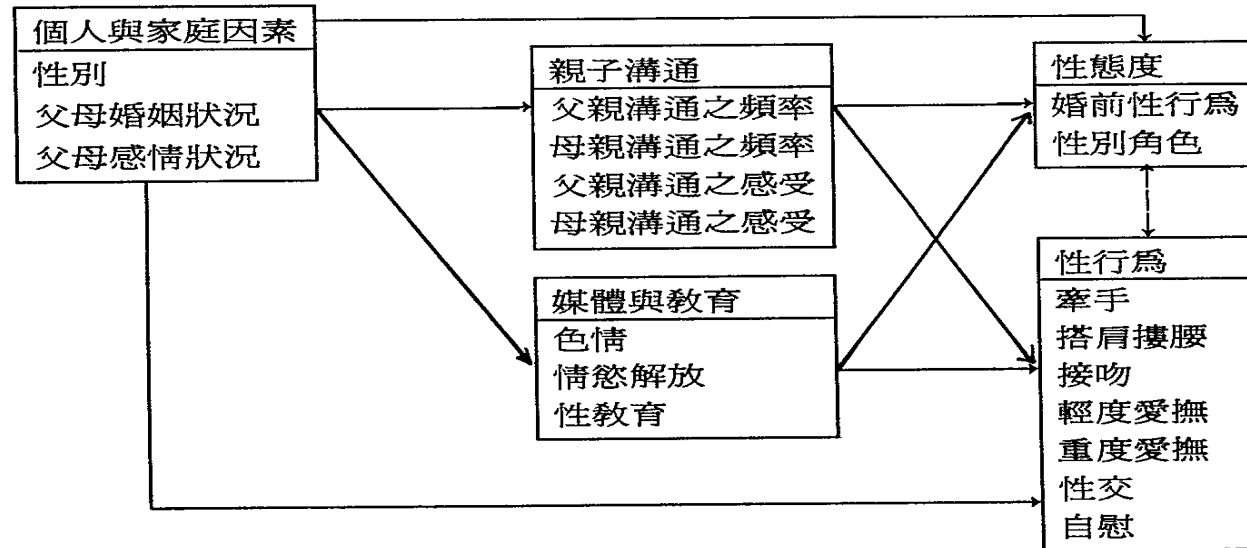 個人與家庭因素
性別
父母婚姻狀況
父母感情狀況
親子溝通
父親溝通之頻率
母親溝通之頻率
父親溝通之感受
母親溝通之感受
媒體與教育
色情
情慾解放
性教育
性態度
婚前性行為
性別角色
性行為
牽手
搭肩摟腰
接吻
輕度愛撫
重度愛撫
性交
自慰